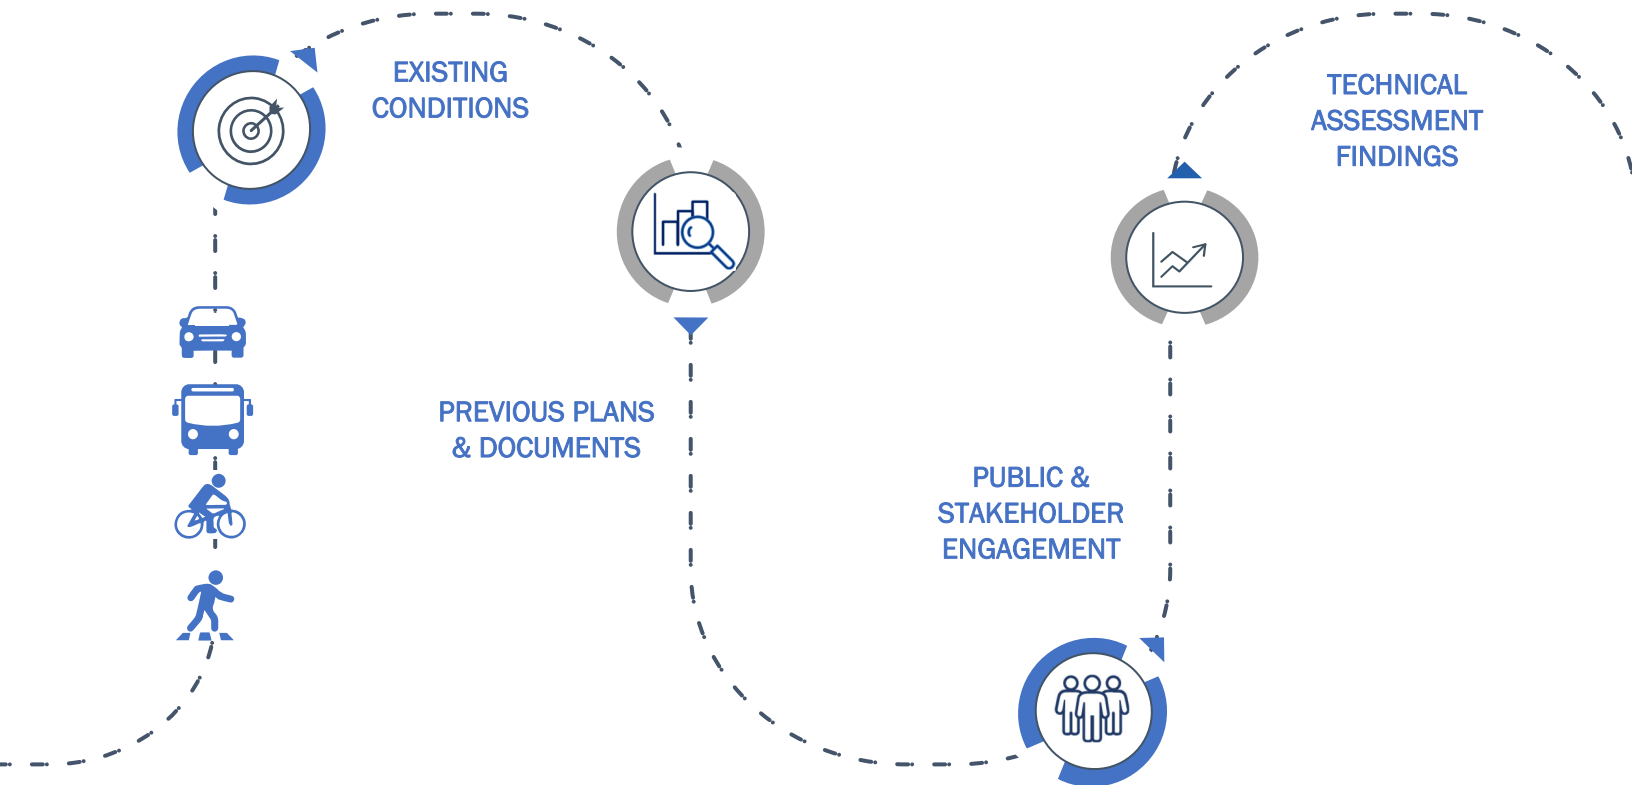 EXISTING
CONDITIONS
PREVIOUS PLANS
& DOCUMENTS
PUBLIC &
STAKEHOLDER
ENGAGEMENT
TECHNICAL
ASSESSMENT
FINDINGS